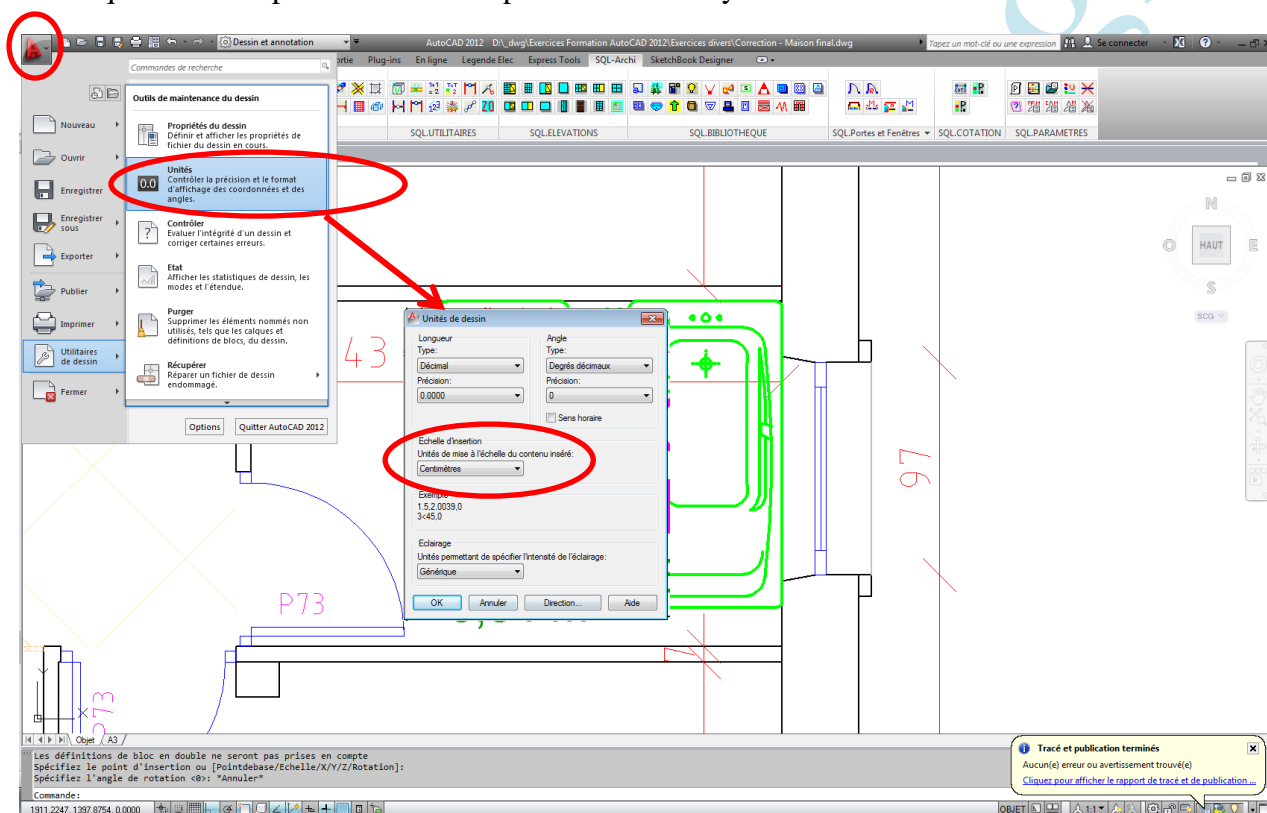 Dessin et annotation
AutoCAD 2012 D:\_dwg\Exercices Formation AutoCAD 2012\Exercices divers\Correction - Maison final.dwg
Tapez un mot-clé ou une expression
Se connecter
Commandes de recherche
Plug-ins En ligne Legende Elec Express Tools SQL-Archi SketchBook Designer
SQL.UTILITAIRES SQL.ELEVATIONS SQL.BIBLIOTHEQUE SQL.Portes et Fenêtres SQL.COTATION SQL.PARAMETRES
Nouveau
Ouvrir
Enregistrer
Enregistrer
sous
Exporter
Publier
Imprimer
Utilitaires
de dessin
Fermer
Outils de maintenance du dessin
Propriétés du dessin
Définir et afficher les propriétés de
fichier du dessin en cours.
0.0
Unités
Contrôler la précision et le format
d'affichage des coordonnées et des
angles.
Contrôler
Evaluer l'intégrité d'un dessin et
corriger certaines erreurs.
Etat
Afficher les statistiques de dessin, les
modes et l'étendue.
Purger
Supprimer les éléments nommés non
utilisés, tels que les calques et
définitions de blocs, du dessin.
Récupérer
Réparer un fichier de dessin
endommagé.
Options Quitter AutoCAD 2012
N
O HAUT E
S
SCG
43
97
P73
P73
7
Unités de dessin
Longueur
Type:
Décimal
Précision:
0.0000
Angle
Type:
Degrés décimaux
Précision:
0
Sens horaire
Echelle d'insertion
Unités de mise à l'échelle du contenu inséré:
Centimètres
Exemple
1.5,2.0039,0
3<45,0
Eclairage
Unités permettant de spécifier l'intensité de l'éclairage:
Générique
OK Annuler Direction... Aide
X
Objet A3
Les définitions de bloc en double ne seront pas prises en compte
Spécifiez le point d'insertion ou [Pointdebase/Echelle/X/Y/Z/Rotation]:
Spécifiez l'angle de rotation <0>: *Annuler*
Commande:
1911.2247, 1397.8754, 0.0000
OBJET
1:1
Tracé et publication terminés
Aucun(e) erreur ou avertissement trouvé(e)
Cliquez pour afficher le rapport de tracé et de publication ...